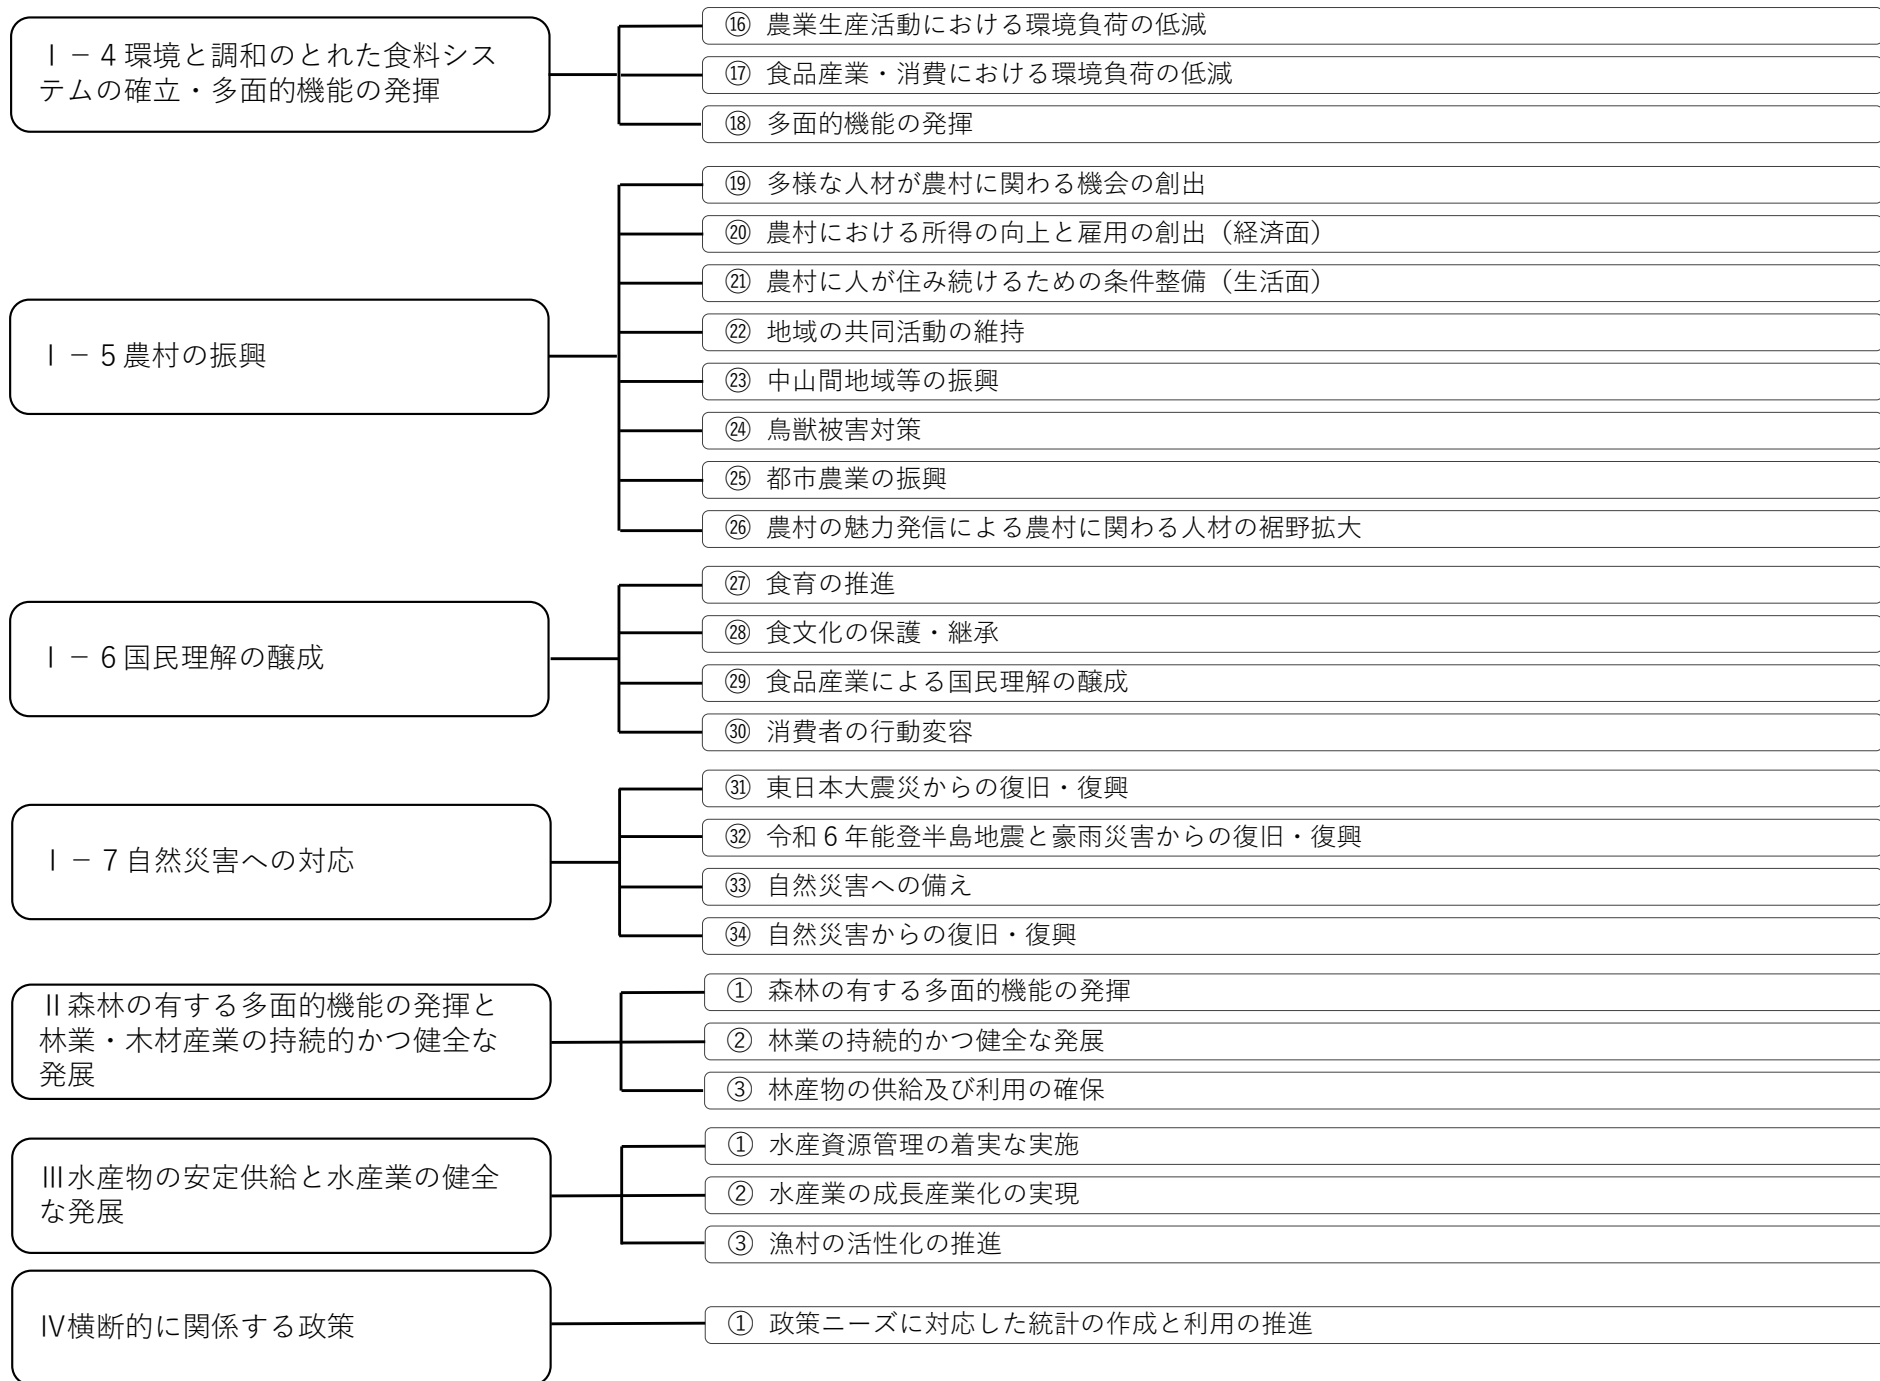 Ⅰ－４環境と調和のとれた食料シス
テムの確立・多面的機能の発揮
⑯ 農業生産活動における環境負荷の低減
⑰ 食品産業・消費における環境負荷の低減
⑱ 多面的機能の発揮
Ⅰ－５農村の振興
⑲ 多様な人材が農村に関わる機会の創出
⑳ 農村における所得の向上と雇用の創出（経済面）
㉑ 農村に人が住み続けるための条件整備（生活面）
㉒ 地域の共同活動の維持
㉓ 中山間地域等の振興
㉔ 鳥獣被害対策
㉕ 都市農業の振興
㉖ 農村の魅力発信による農村に関わる人材の裾野拡大
Ⅰ－６国民理解の醸成
㉗ 食育の推進
㉘ 食文化の保護・継承
㉙ 食品産業による国民理解の醸成
㉚ 消費者の行動変容
Ⅰ－７自然災害への対応
㉛ 東日本大震災からの復旧・復興
㉜ 令和６年能登半島地震と豪雨災害からの復旧・復興
㉝ 自然災害への備え
㉞ 自然災害からの復旧・復興
Ⅱ森林の有する多面的機能の発揮と
林業・木材産業の持続的かつ健全な
発展
① 森林の有する多面的機能の発揮
② 林業の持続的かつ健全な発展
③ 林産物の供給及び利用の確保
Ⅲ水産物の安定供給と水産業の健全
な発展
① 水産資源管理の着実な実施
② 水産業の成長産業化の実現
③ 漁村の活性化の推進
Ⅳ横断的に関係する政策
① 政策ニーズに対応した統計の作成と利用の推進